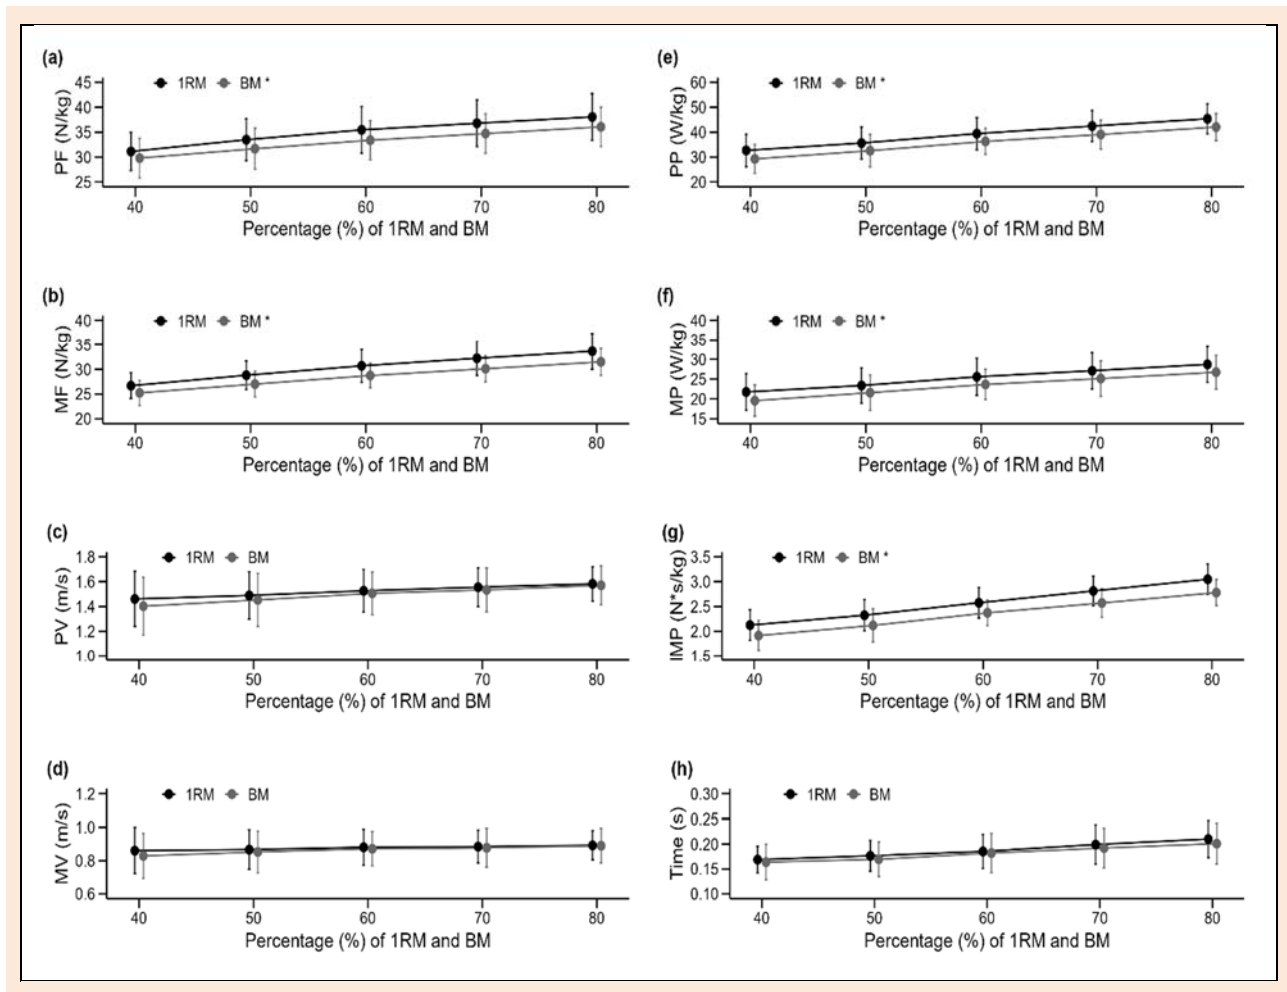 (a)
1RM BM *
PF (N/kg)
45
40
35
30
25
40 50 60 70 80
Percentage (%) of 1RM and BM
(b)
1RM BM *
MF (N/kg)
40
35
30
25
20
40 50 60 70 80
Percentage (%) of 1RM and BM
(c)
1RM BM
PV (m/s)
1.8
1.6
1.4
1.2
1.0
40 50 60 70 80
Percentage (%) of 1RM and BM
(d)
1RM BM
MV (m/s)
1.2
1.0
0.8
0.6
40 50 60 70 80
Percentage (%) of 1RM and BM
(e)
1RM BM *
PP (W/kg)
60
50
40
30
20
40 50 60 70 80
Percentage (%) of 1RM and BM
(f)
1RM BM *
MP (W/kg)
40
35
30
25
20
15
40 50 60 70 80
Percentage (%) of 1RM and BM
(g)
1RM BM *
IMP (N*s/kg)
3.5
3.0
2.5
2.0
1.5
40 50 60 70 80
Percentage (%) of 1RM and BM
(h)
1RM BM
Time (s)
0.30
0.25
0.20
0.15
0.10
40 50 60 70 80
Percentage (%) of 1RM and BM